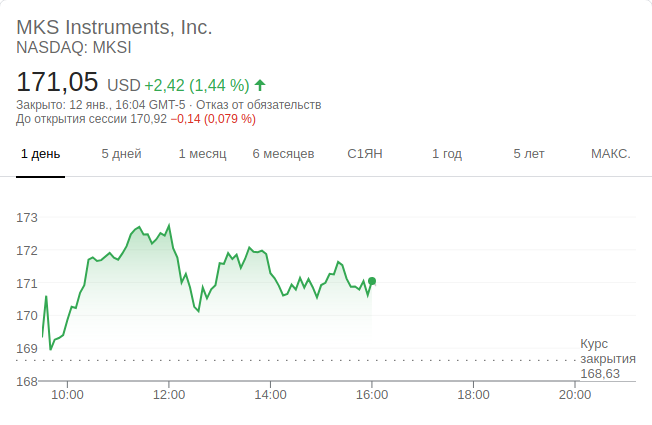 MKS Instruments, Inc.
NASDAQ: MKSI
171,05 USD +2,42 (1,44 %)
Закрыто: 12 янв., 16:04 GMT-5 · Отказ от обязательств
До открытия сессии 170,92 −0,14 (0,079 %)
1 день 5 дней 1 месяц 6 месяцев С1ЯН 1 год 5 лет МАКС.
173
172
171
170
169
168
Курс
закрытия
168,63
10:00 12:00 14:00 16:00 18:00 20:00